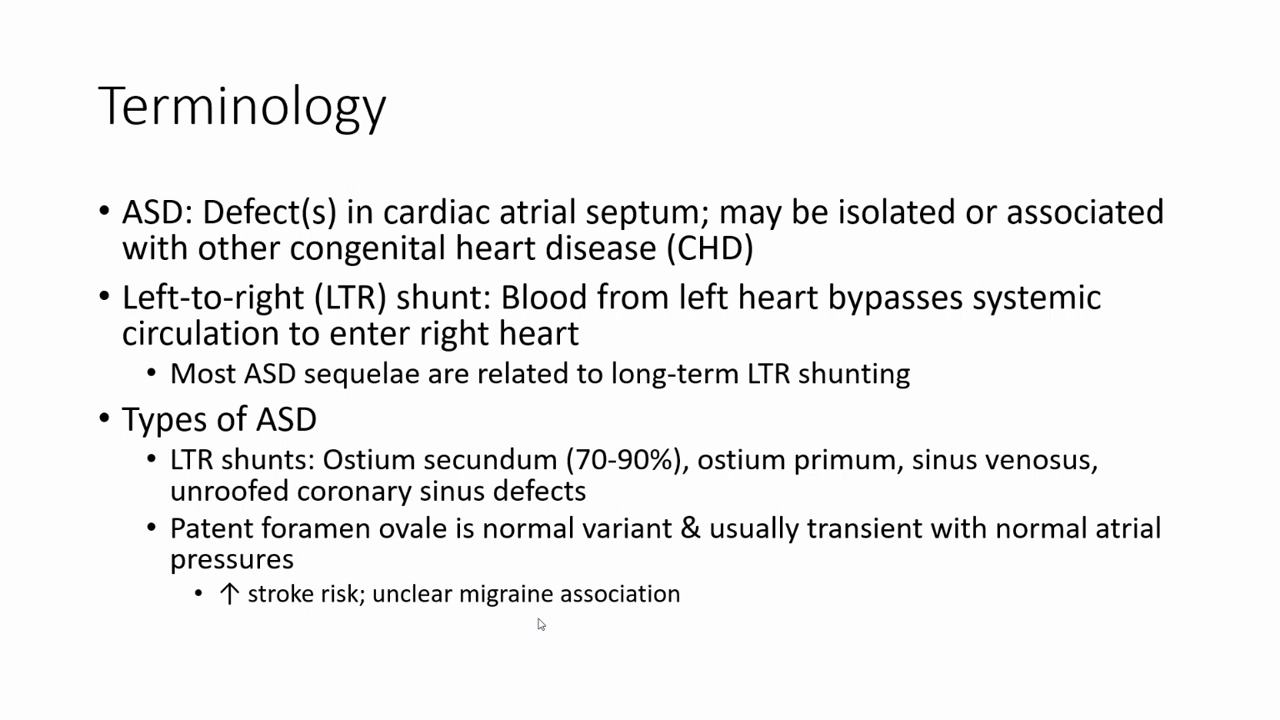 Terminology
• ASD: Defect(s) in cardiac atrial septum; may be isolated or associated
with other congenital heart disease (CHD)
• Left-to-right (LTR) shunt: Blood from left heart bypasses systemic
circulation to enter right heart
• Most ASD sequelae are related to long-term LTR shunting
• Types of ASD
• LTR shunts: Ostium secundum (70-90%), ostium primum, sinus venosus,
unroofed coronary sinus defects
• Patent foramen ovale is normal variant & usually transient with normal atrial
pressures
• ↑ stroke risk; unclear migraine association